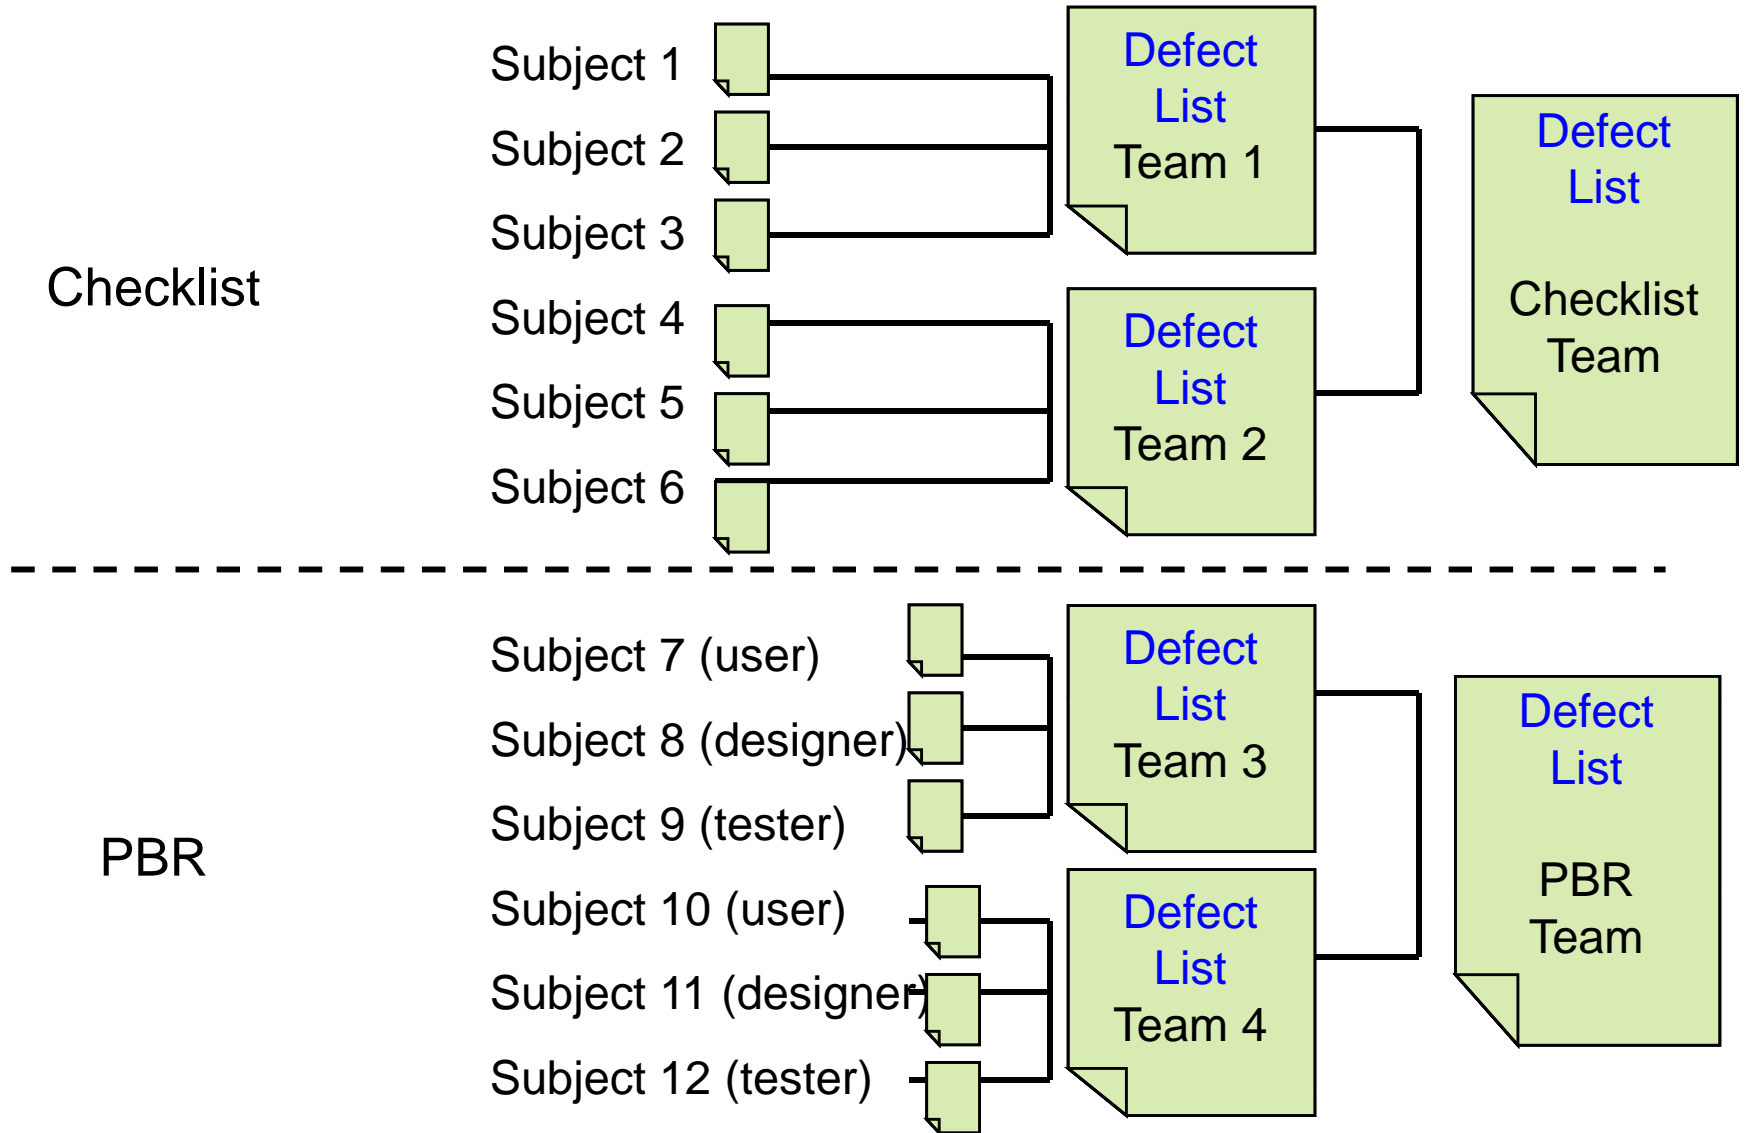 Checklist
Subject 1
Subject 2
Subject 3
Subject 4
Subject 5
Subject 6
Defect
List
Team 1
Defect
List
Team 2
Defect
List
Checklist
Team
PBR
Subject 7 (user)
Subject 8 (designer)
Subject 9 (tester)
Subject 10 (user)
Subject 11 (designer)
Subject 12 (tester)
Defect
List
Team 3
Defect
List
Team 4
Defect
List
PBR
Team